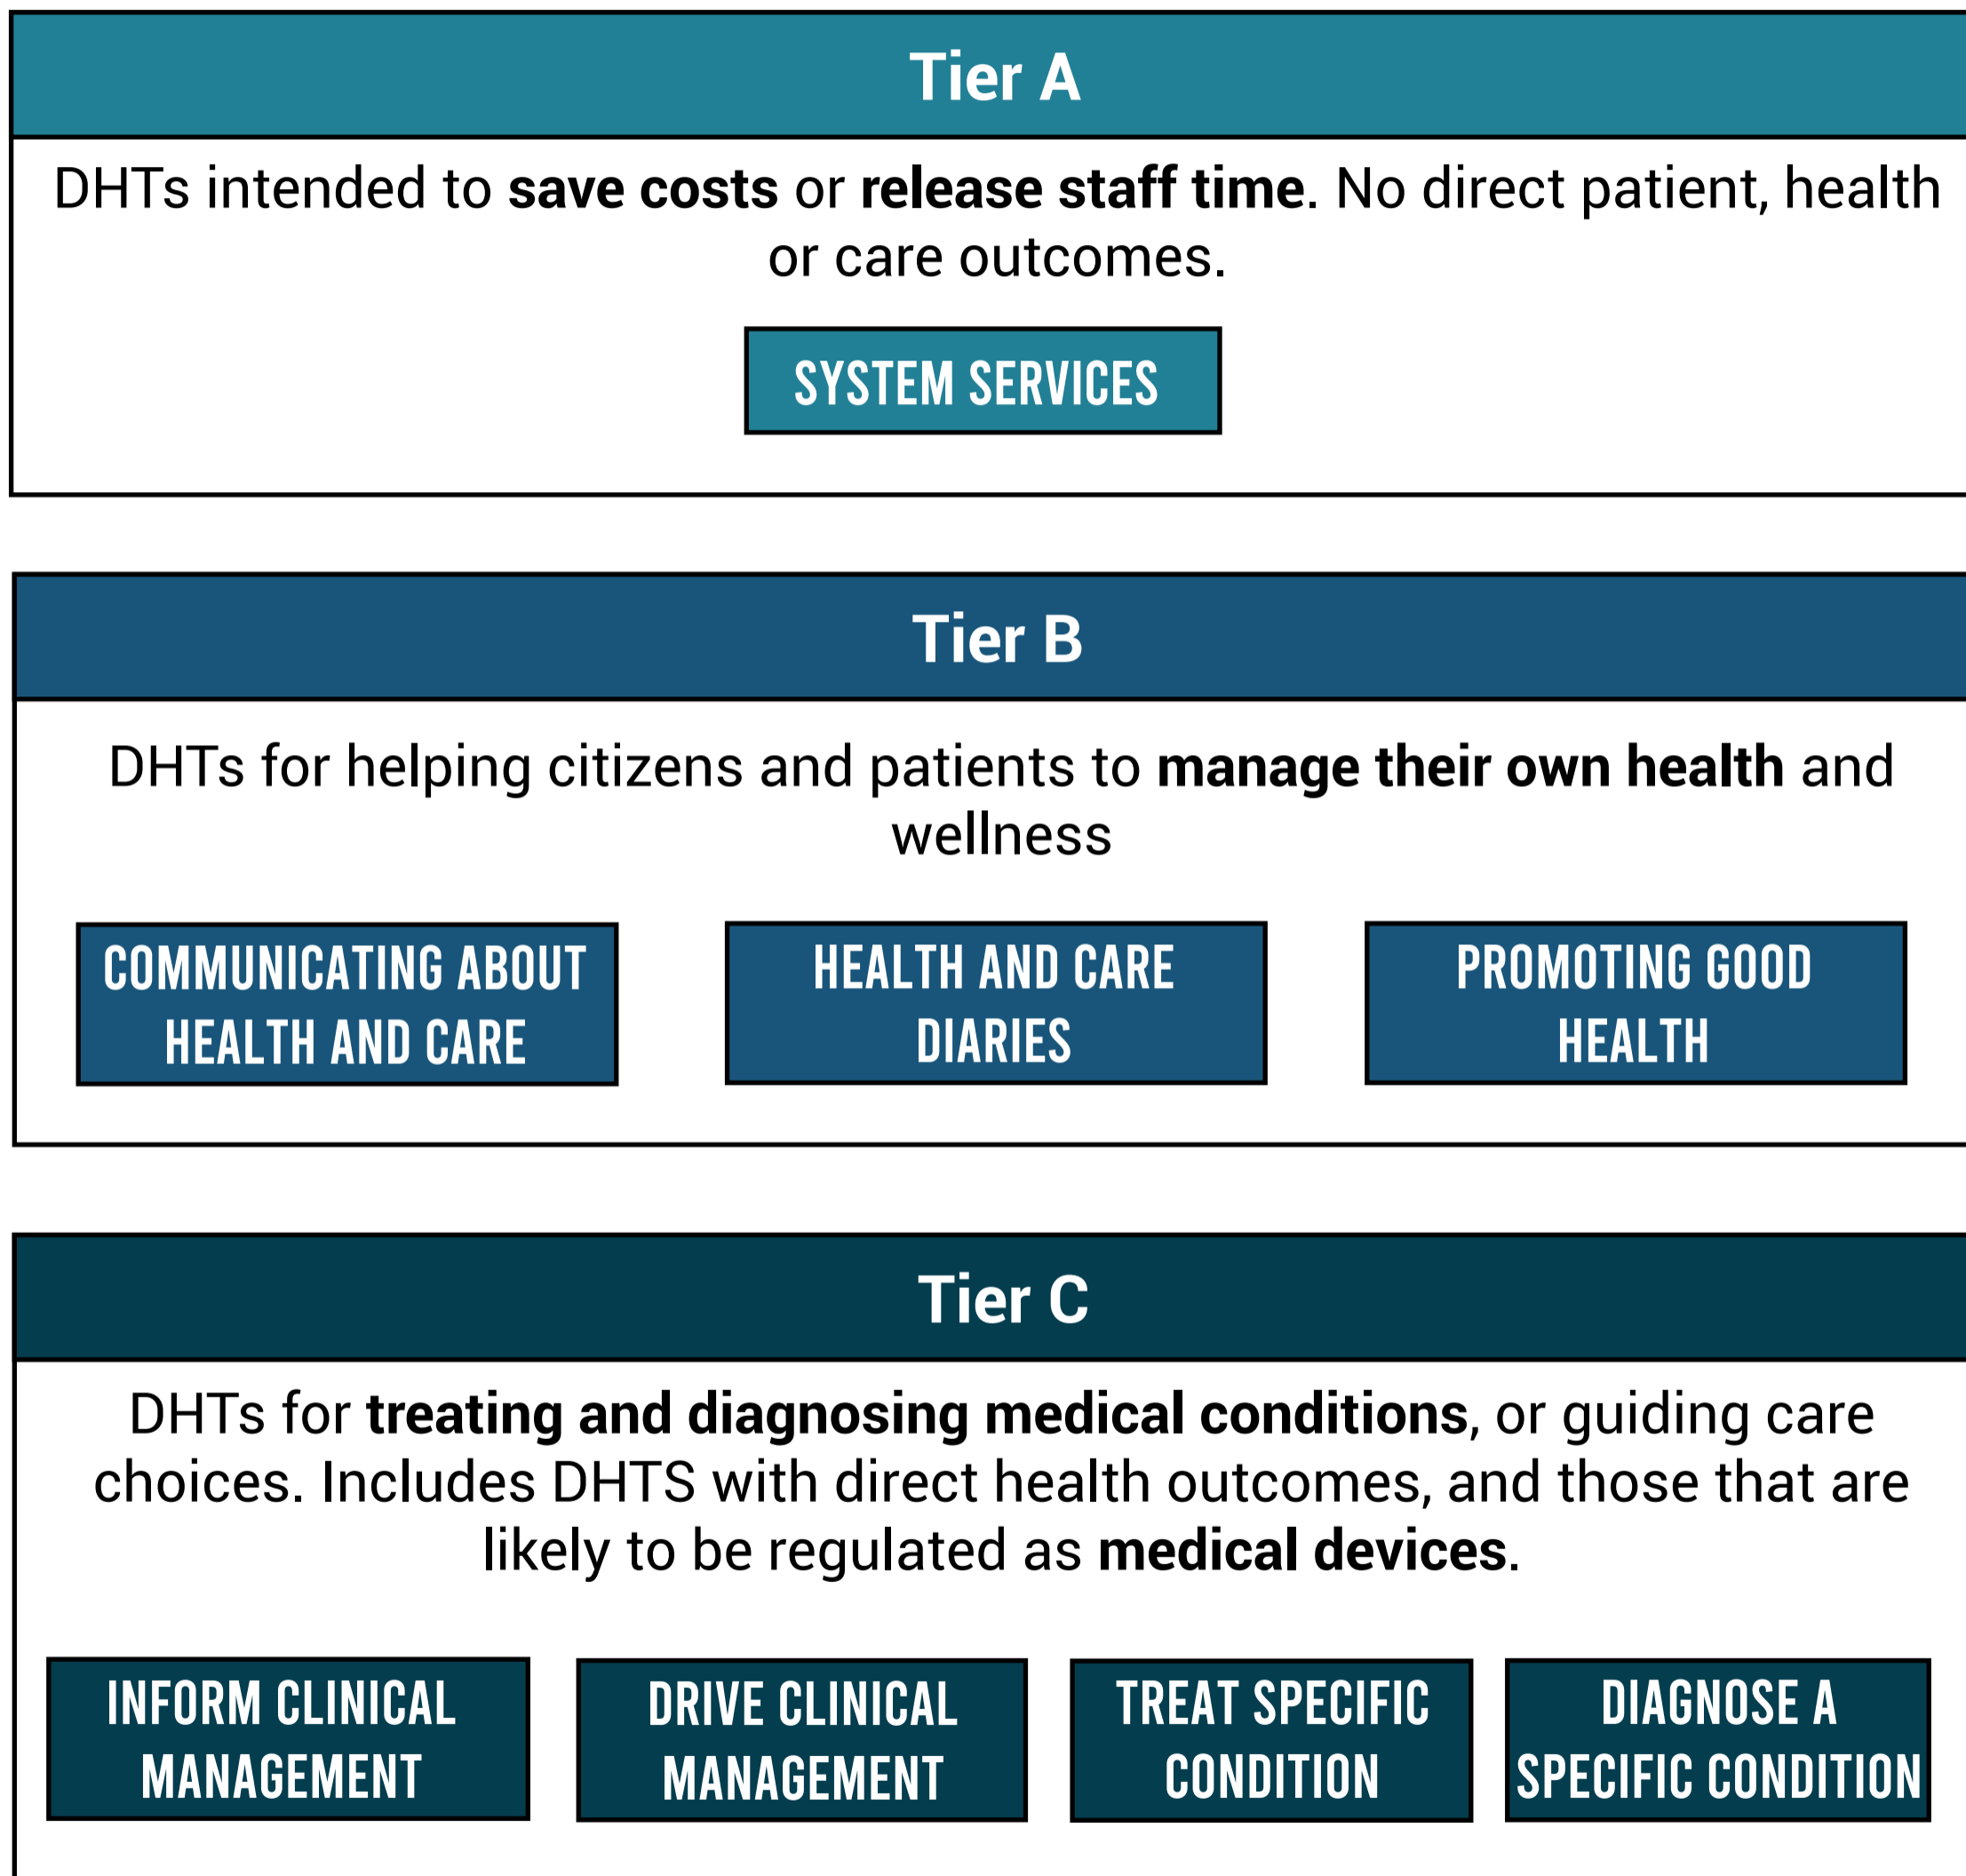 Tier A
DHTs intended to save costs or release staff time. No direct patient, health
or care outcomes.
SYSTEM SERVICES
Tier B
DHTs for helping citizens and patients to manage their own health and
wellness
COMMUNICATING ABOUT
HEALTH AND CARE
HEALTH AND CARE
DIARIES
PROMOTING GOOD
HEALTH
Tier C
DHTs for treating and diagnosing medical conditions, or guiding care
choices. Includes DHTS with direct health outcomes, and those that are
likely to be regulated as medical devices.
INFORM CLINICAL
MANAGEMENT
DRIVE CLINICAL
MANAGEMENT
TREAT SPECIFIC
CONDITION
DIAGNOSE A
SPECIFIC CONDITION